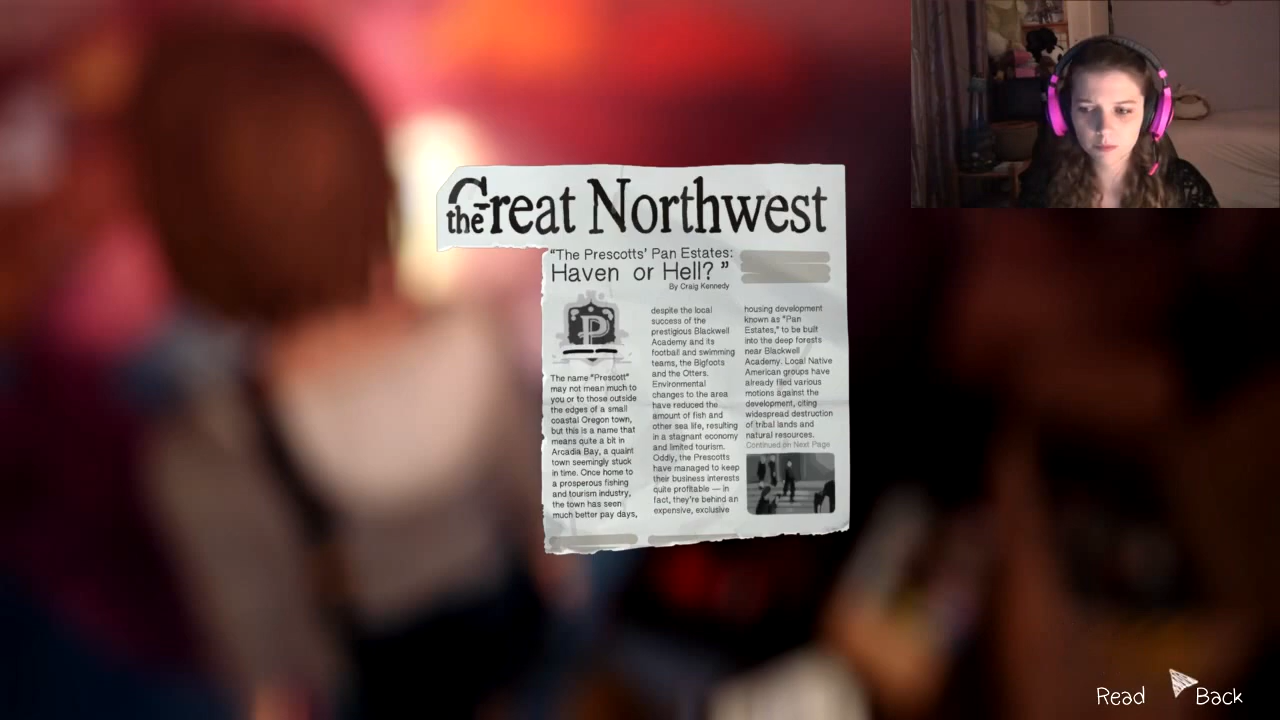 the Great Northwest
"The Prescotts' Pan Estates:
Haven or Hell? "
By Craig Kennedy
P
The name "Prescott"
may not mean much to
you or to those outside
the edges of a small
coastal Oregon town,
but this is a name that
means quite a bit in
Arcadia Bay, a quaint
town seemingly stuck
in time. Once home to
a prosperous fishing
and tourism industry,
the town has seen
much better pay days,
despite the local
success of the
prestigious Blackwell
Academy and its
football and swimming
teams, the Bigfoots
and the Otters.
Environmental
changes to the area
have reduced the
amount of fish and
other sea life, resulting
in a stagnant economy
and limited tourism.
Oddly, the Prescotts
have managed to keep
their business interests
quite profitable — in
fact, they're behind an
expensive, exclusive
housing development
known as "Pan
Estates," to be built
into the deep forests
near Blackwell
Academy. Local Native
American groups have
already filed various
motions against the
development, citing
widespread destruction
of tribal lands and
natural resources.
Continued on Next Page
Read
Back